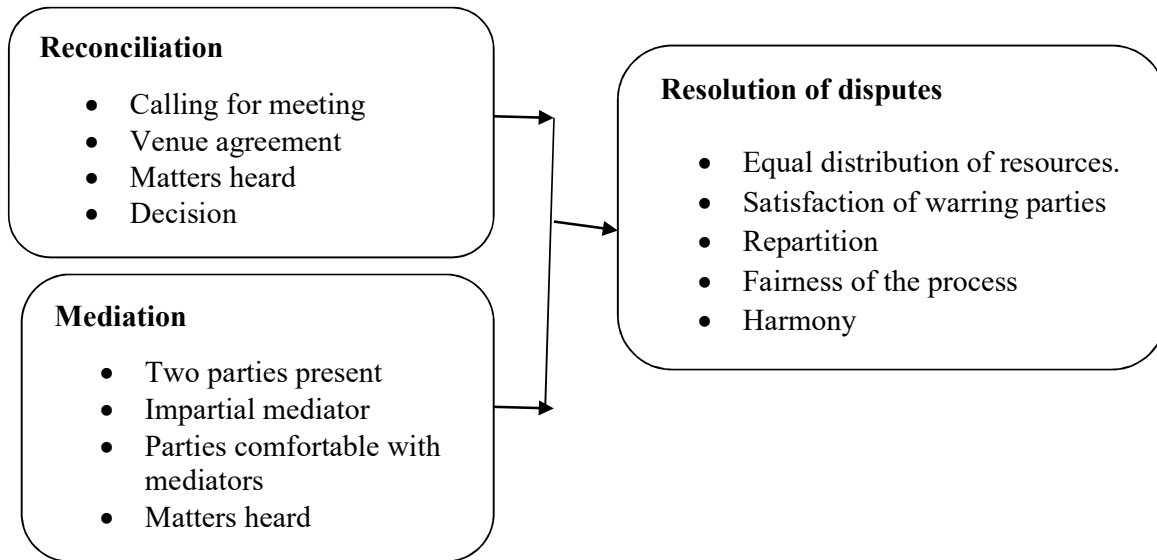 Reconciliation
• Calling for meeting
• Venue agreement
• Matters heard
• Decision
Mediation
• Two parties present
• Impartial mediator
• Parties comfortable with
mediators
• Matters heard
Resolution of disputes
• Equal distribution of resources.
• Satisfaction of warring parties
• Repartition
• Fairness of the process
• Harmony